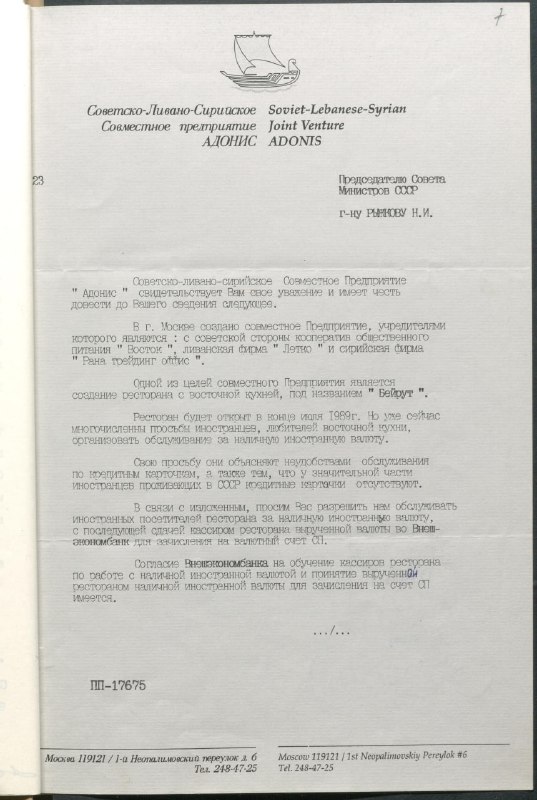 7
Советско-Ливано-Сирийское Soviet-Lebanese-Syrian
Совместное предприятие Joint Venture
АДОНИС ADONIS
23
Председателю Совета
Министров СССР
г-ну РЫЖКОВУ Н.И.
Советско-ливано-сирийское Совместное Предприятие
" Адонис " свидетельствует Вам свое уважение и имеет честь
довести до Вашего сведения следующее.
В г. Москве создано совместное Предприятие, учредителями
которого являются : с советской стороны кооператив общественного
питания " Восток ", ливанская фирма " Летко " и сирийская фирма
" Рана трейдинг оффис ".
Одной из целей совместного Предприятия является
создание ресторана с восточной кухней, под названием " Бейрут ".
Ресторан будет открыт в конце июля 1989г. Но уже сейчас
многочисленны просьбы иностранцев, любителей восточной кухни,
организовать обслуживание за наличную иностранную валюту.
Свою просьбу они объясняют неудобствами обслуживания
по кредитным карточкам, а также тем, что у значительной части
иностранцев проживающих в СССР кредитные карточки отсутствуют.
В связи с изложенным, просим Вас разрешить нам обслуживать
иностранных посетителей ресторана за наличную иностранную валюту,
с последующей сдачей кассиром ресторана вырученной валюты во Внеш-
экономбанк для зачисления на валютный счет СП.
Согласие Внешэкономбанка на обучение кассиров ресторана
по работе с наличной иностранной валютой и принятие вырученной
рестораном наличной иностранной валюты для зачисления на счет СП
имеется.
.../...
ПП-17675
Москва 119121 / 1-й Неопалимовский переулок д. 6 Moscow 119121 / 1st Neopalimovskiy Pereylok #6
Тел. 248-47-25 Tel. 248-47-25